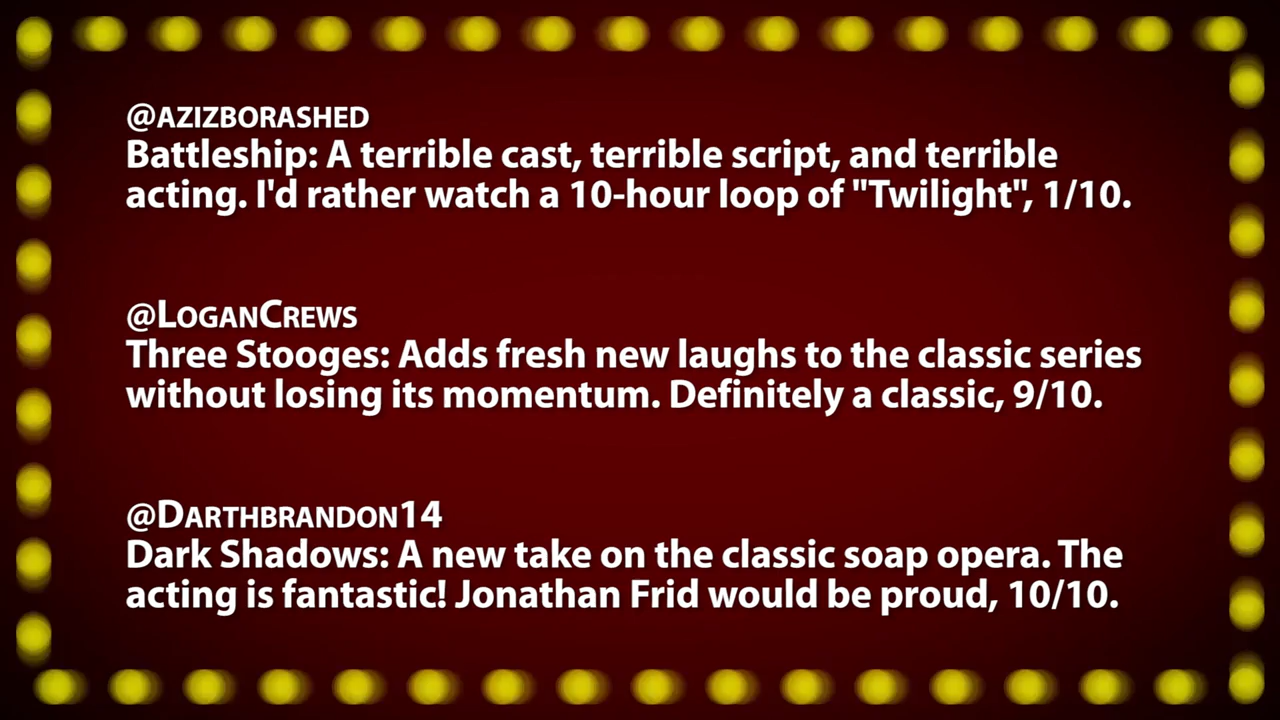 @AZIZBORASHED
Battleship: A terrible cast, terrible script, and terrible
acting. I'd rather watch a 10-hour loop of "Twilight", 1/10.
@LOGANCREWS
Three Stooges: Adds fresh new laughs to the classic series
without losing its momentum. Definitely a classic, 9/10.
@DARTHBRANDON14
Dark Shadows: A new take on the classic soap opera. The
acting is fantastic! Jonathan Frid would be proud, 10/10.